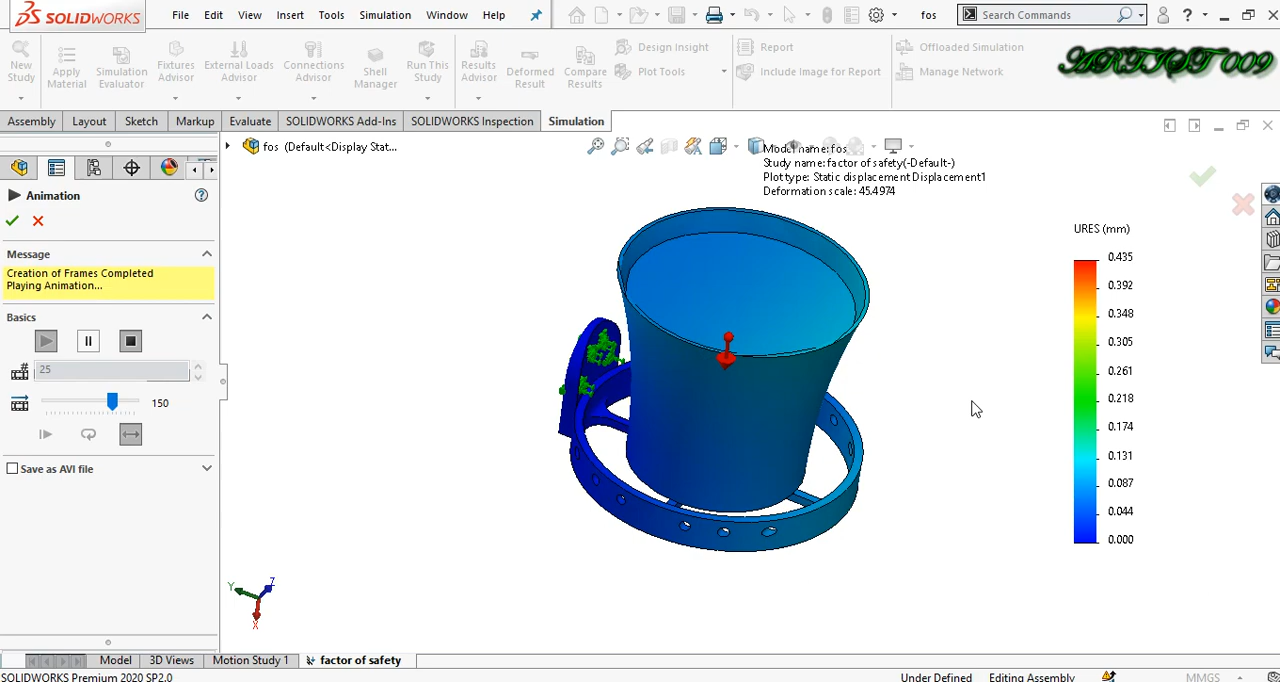 SOLIDWORKS File Edit View Insert Tools Simulation Window Help fos Search Commands ?
New Study Apply Material Simulation Evaluator Fixtures Advisor External Loads Advisor Connections Advisor Shell Manager Run This Study Results Advisor Deformed Result Compare Results Design Insight Plot Tools Report Include Image for Report Offloaded Simulation Manage Network
ARTIST 009
Assembly Layout Sketch Markup Evaluate SOLIDWORKS Add-Ins SOLIDWORKS Inspection Simulation
fos (Default<Display Stat...
Model name: fos
Study name: factor of safety(-Default-)
Plot type: Static displacement Displacement1
Deformation scale: 45.4974
Animation ?
Message
Creation of Frames Completed
Playing Animation...
Basics
25
150
Save as AVI file
URES (mm)
0.435
0.392
0.348
0.305
0.261
0.218
0.174
0.131
0.087
0.044
0.000
Y Z
X
Model 3D Views Motion Study 1 factor of safety
SOLIDWORKS Premium 2020 SP2.0 Under Defined Editing Assembly MMGS